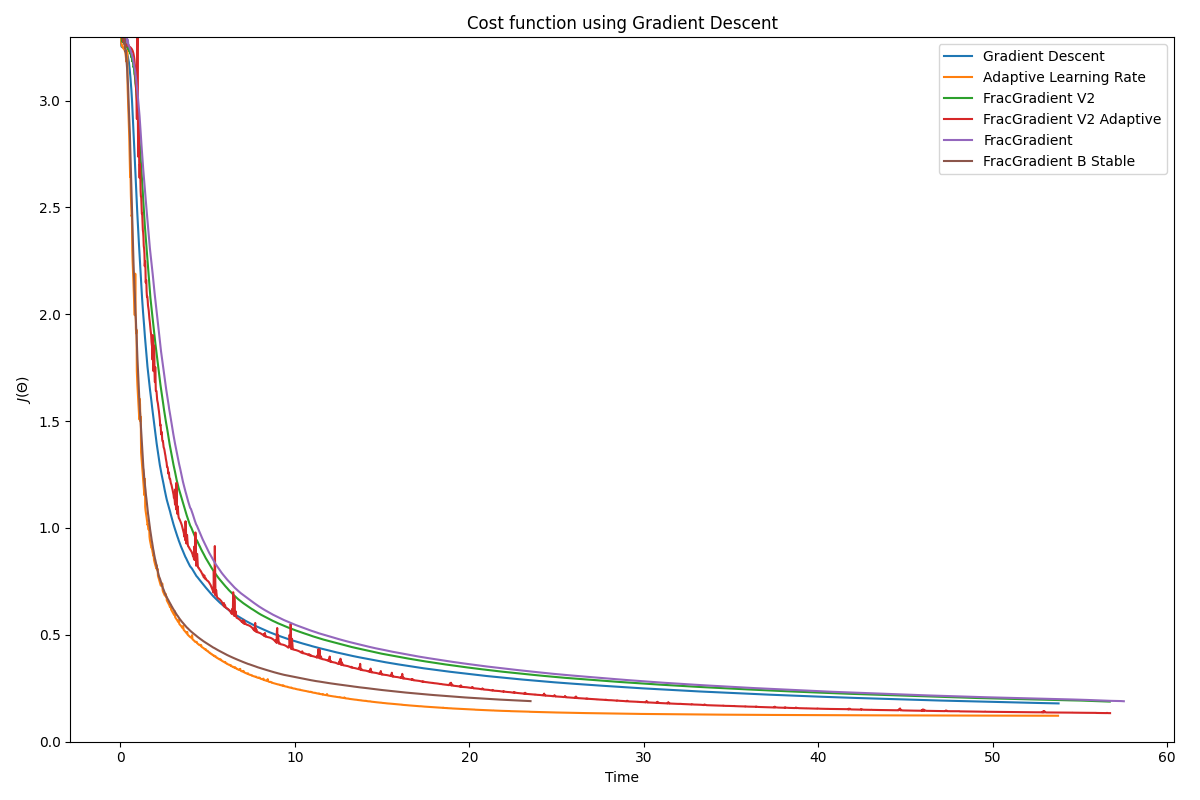 Cost function using Gradient Descent
Gradient Descent
Adaptive Learning Rate
FracGradient V2
FracGradient V2 Adaptive
FracGradient
FracGradient B Stable
J(Θ)
3.0
2.5
2.0
1.5
1.0
0.5
0.0
0 10 20 30 40 50 60
Time